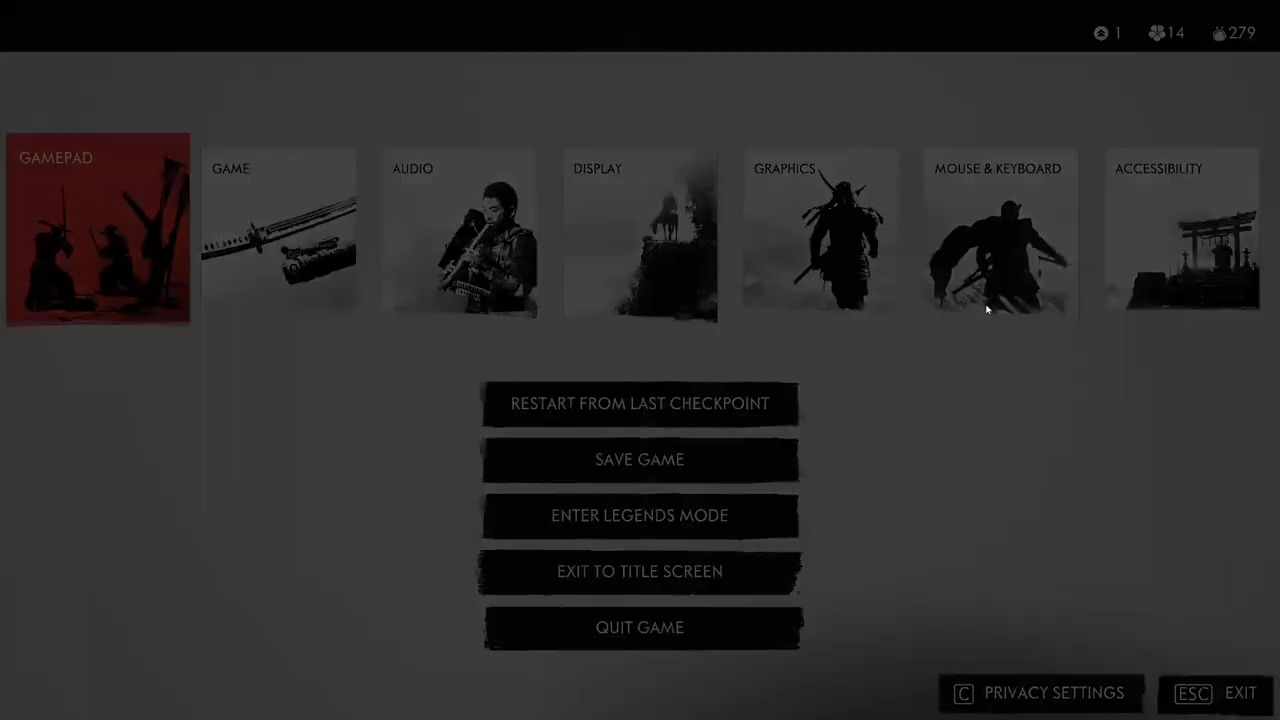 1 14 279
GAMEPAD
GAME
AUDIO
DISPLAY
GRAPHICS
MOUSE & KEYBOARD
ACCESSIBILITY
RESTART FROM LAST CHECKPOINT
SAVE GAME
ENTER LEGENDS MODE
EXIT TO TITLE SCREEN
QUIT GAME
C PRIVACY SETTINGS
ESC EXIT